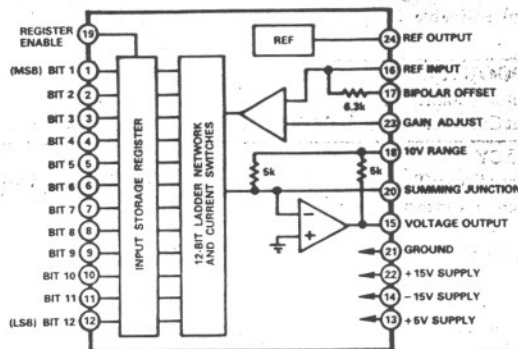 REGISTER
ENABLE
19
(MSB) BIT 1
1
BIT 2
2
BIT 3
3
BIT 4
4
BIT 5
5
BIT 6
6
BIT 7
7
BIT 8
8
BIT 9
9
BIT 10
10
BIT 11
11
(LSB) BIT 12
12
INPUT STORAGE REGISTER
12-BIT LADDER NETWORK
AND CURRENT SWITCHES
REF
6.3k
5k
5k
−
+
24 REF OUTPUT
16 REF INPUT
17 BIPOLAR OFFSET
23 GAIN ADJUST
18 10V RANGE
20 SUMMING JUNCTION
15 VOLTAGE OUTPUT
21 GROUND
22 +15V SUPPLY
14 −15V SUPPLY
13 +5V SUPPLY